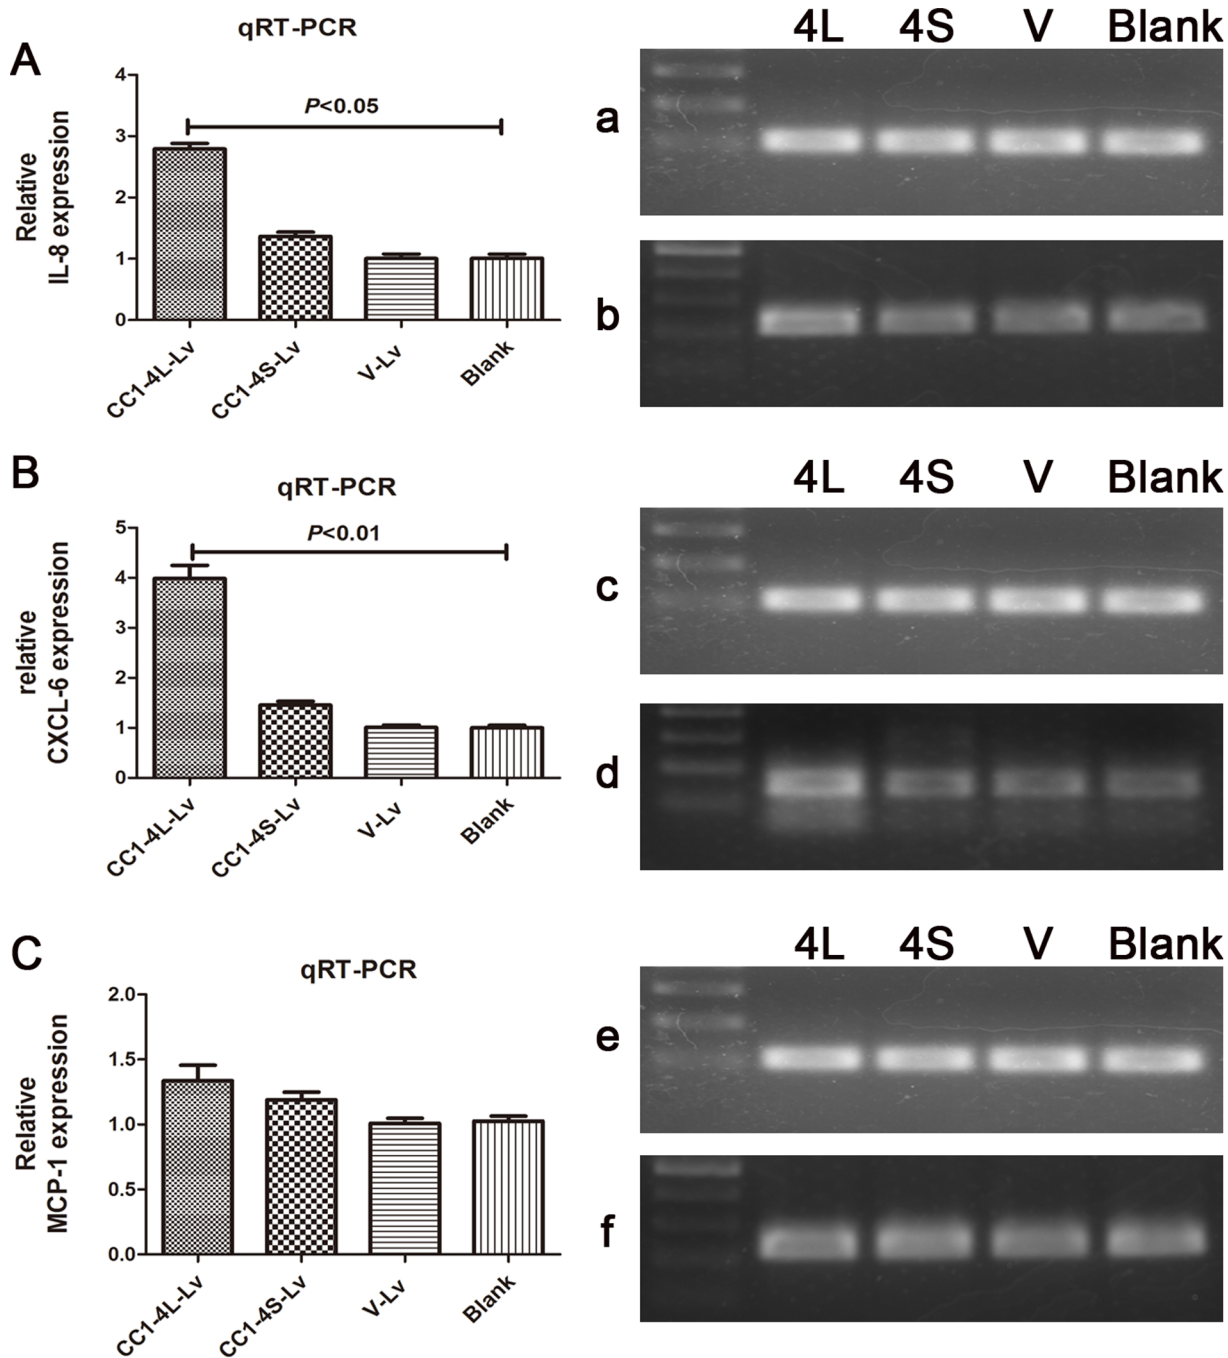 A
qRT-PCR
P<0.05
Relative
IL-8 expression
4
3
2
1
0
CC1-4L-Lv
CC1-4S-Lv
V-Lv
Blank
4L 4S V Blank
a
b
B
qRT-PCR
P<0.01
relative
CXCL-6 expression
5
4
3
2
1
0
CC1-4L-Lv
CC1-4S-Lv
V-Lv
Blank
4L 4S V Blank
c
d
C
qRT-PCR
Relative
MCP-1 expression
2.0
1.5
1.0
0.5
0.0
CC1-4L-Lv
CC1-4S-Lv
V-Lv
Blank
4L 4S V Blank
e
f